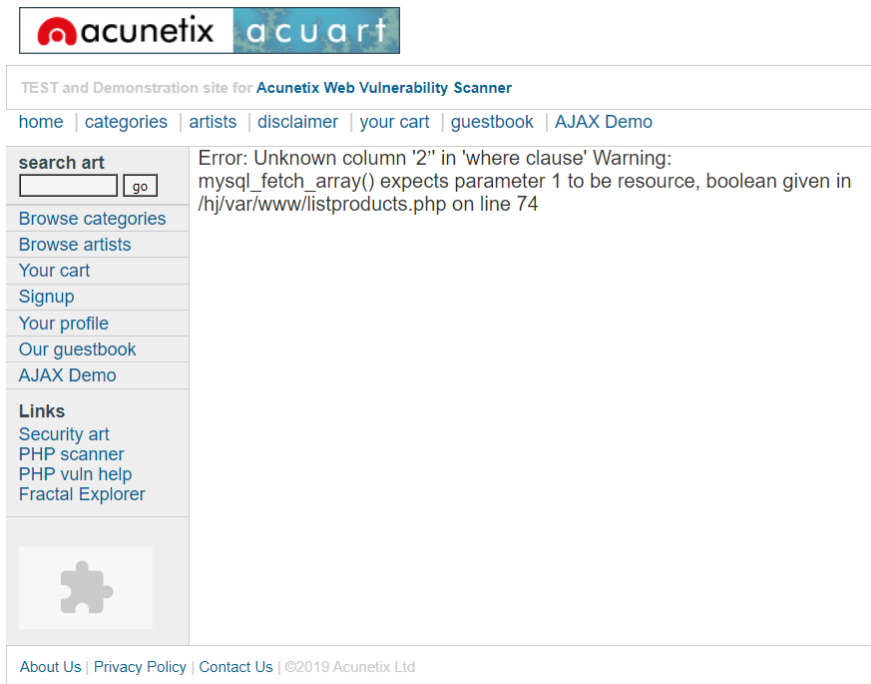 acunetix acuart
TEST and Demonstration site for Acunetix Web Vulnerability Scanner
home | categories | artists | disclaimer | your cart | guestbook | AJAX Demo
search art
go
Browse categories
Browse artists
Your cart
Signup
Your profile
Our guestbook
AJAX Demo
Links
Security art
PHP scanner
PHP vuln help
Fractal Explorer
Error: Unknown column '2'' in 'where clause' Warning:
mysql_fetch_array() expects parameter 1 to be resource, boolean given in
/hj/var/www/listproducts.php on line 74
About Us | Privacy Policy | Contact Us | ©2019 Acunetix Ltd